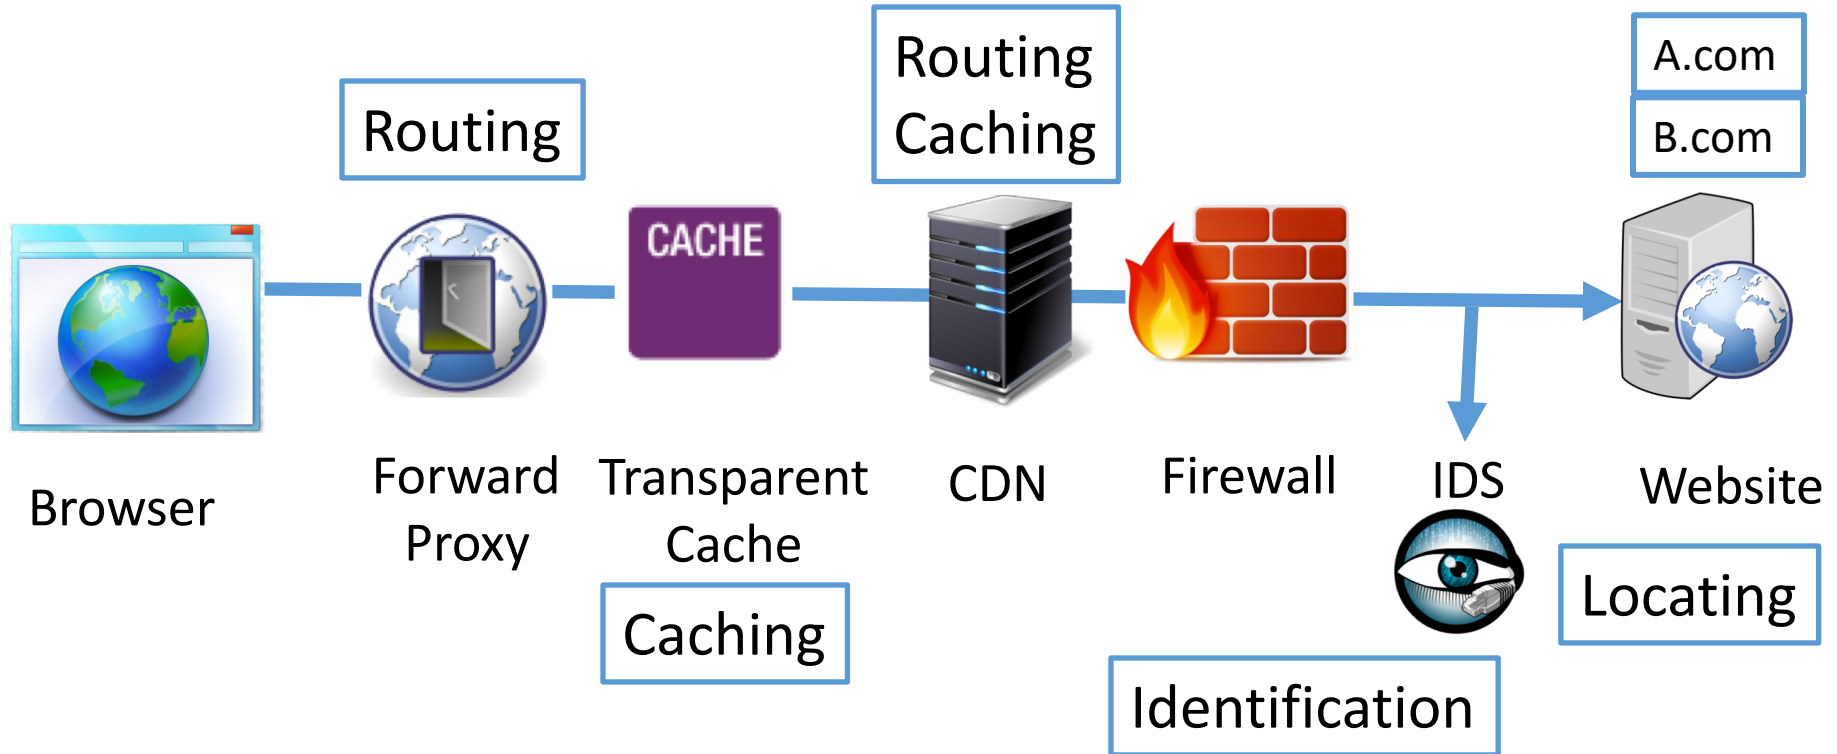 Routing
Routing
Caching
A.com
B.com
CACHE
Browser
Forward
Proxy
Transparent
Cache
CDN
Firewall
IDS
Website
Caching
Locating
Identification